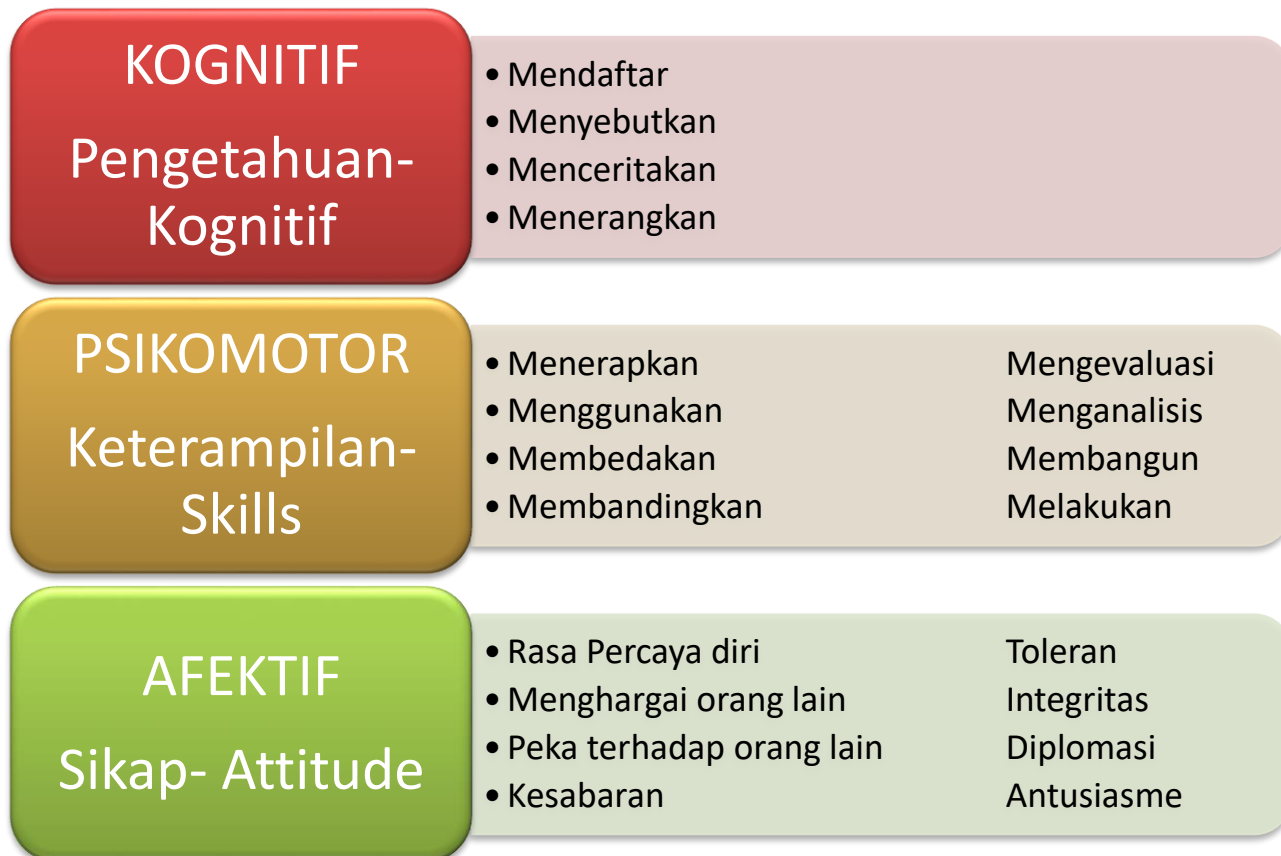 KOGNITIF
Pengetahuan-
Kognitif
• Mendaftar
• Menyebutkan
• Menceritakan
• Menerangkan
PSIKOMOTOR
Keterampilan-
Skills
• Menerapkan Mengevaluasi
• Menggunakan Menganalisis
• Membedakan Membangun
• Membandingkan Melakukan
AFEKTIF
Sikap- Attitude
• Rasa Percaya diri Toleran
• Menghargai orang lain Integritas
• Peka terhadap orang lain Diplomasi
• Kesabaran Antusiasme